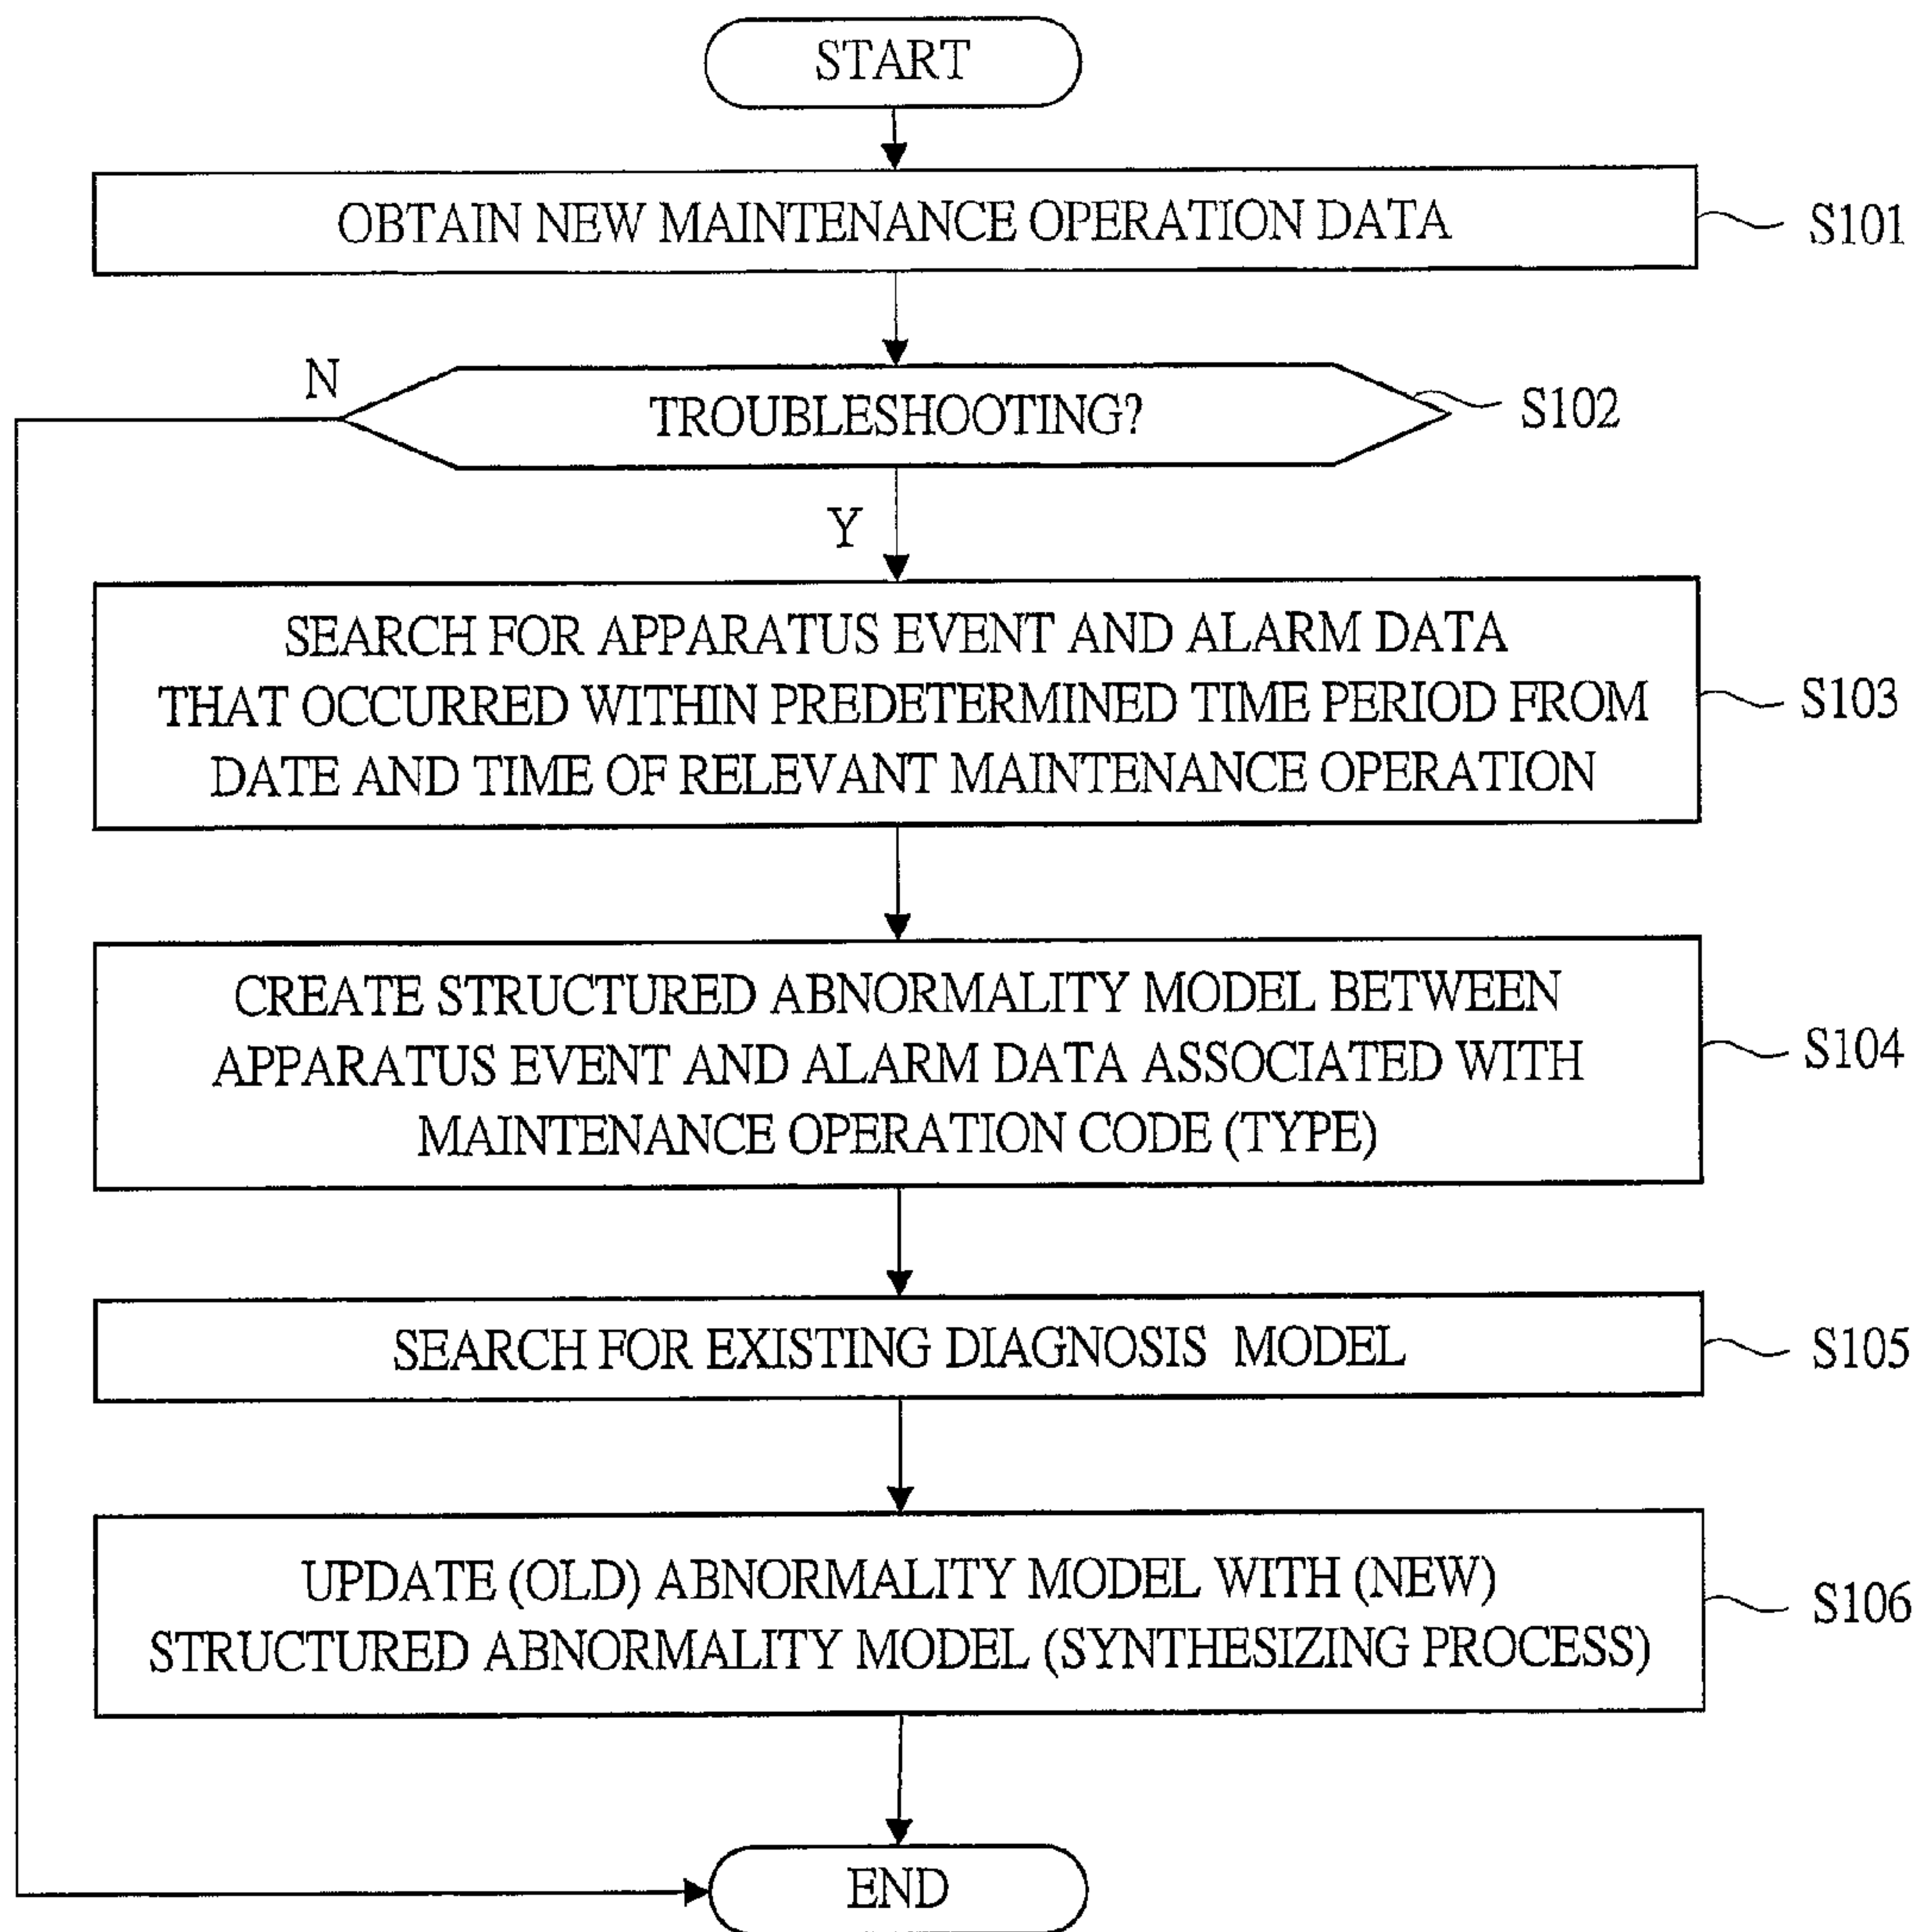 START
OBTAIN NEW MAINTENANCE OPERATION DATA
S101
N
TROUBLESHOOTING?
S102
Y
SEARCH FOR APPARATUS EVENT AND ALARM DATA
THAT OCCURRED WITHIN PREDETERMINED TIME PERIOD FROM
DATE AND TIME OF RELEVANT MAINTENANCE OPERATION
S103
CREATE STRUCTURED ABNORMALITY MODEL BETWEEN
APPARATUS EVENT AND ALARM DATA ASSOCIATED WITH
MAINTENANCE OPERATION CODE (TYPE)
S104
SEARCH FOR EXISTING DIAGNOSIS MODEL
S105
UPDATE (OLD) ABNORMALITY MODEL WITH (NEW)
STRUCTURED ABNORMALITY MODEL (SYNTHESIZING PROCESS)
S106
END